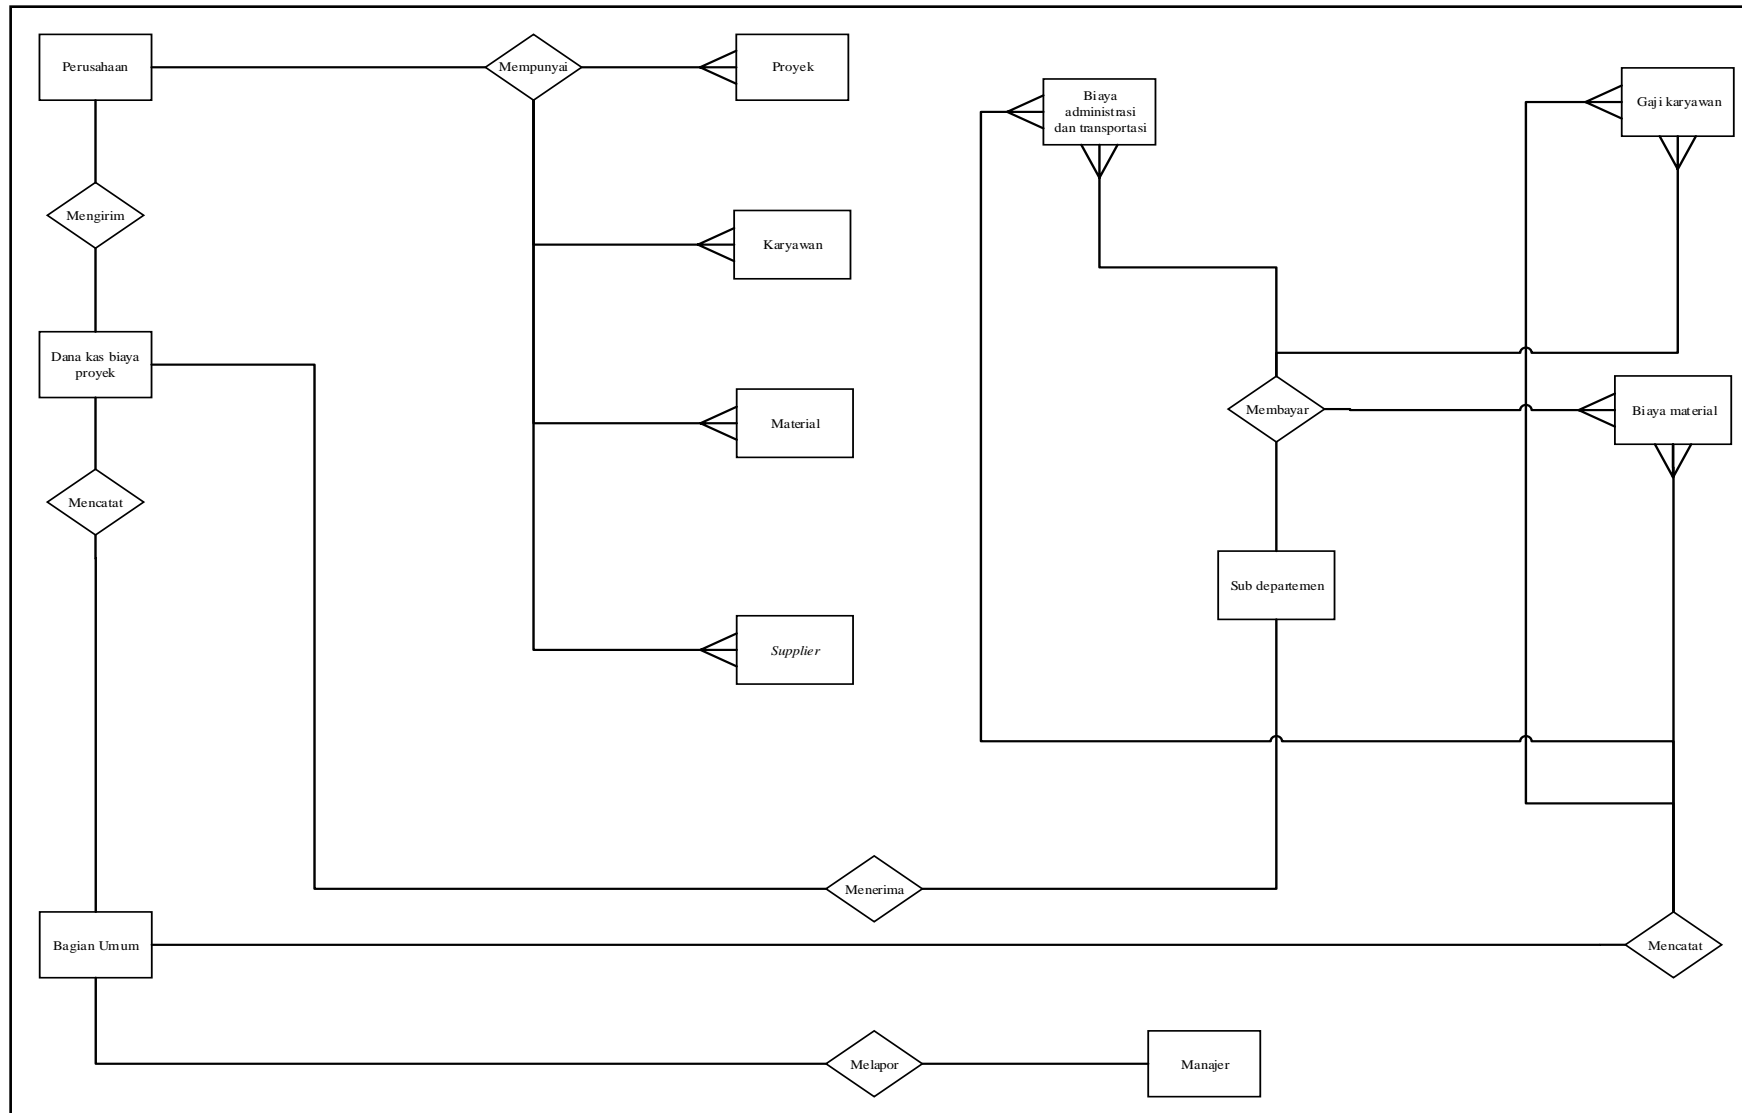 Perusahaan
Mempunyai
Proyek
Biaya
administrasi
dan transportasi
Gaji karyawan
Mengirim
Karyawan
Dana kas biaya
proyek
Material
Membayar
Biaya material
Mencatat
Sub departemen
Supplier
Menerima
Bagian Umum
Mencatat
Melapor
Manajer